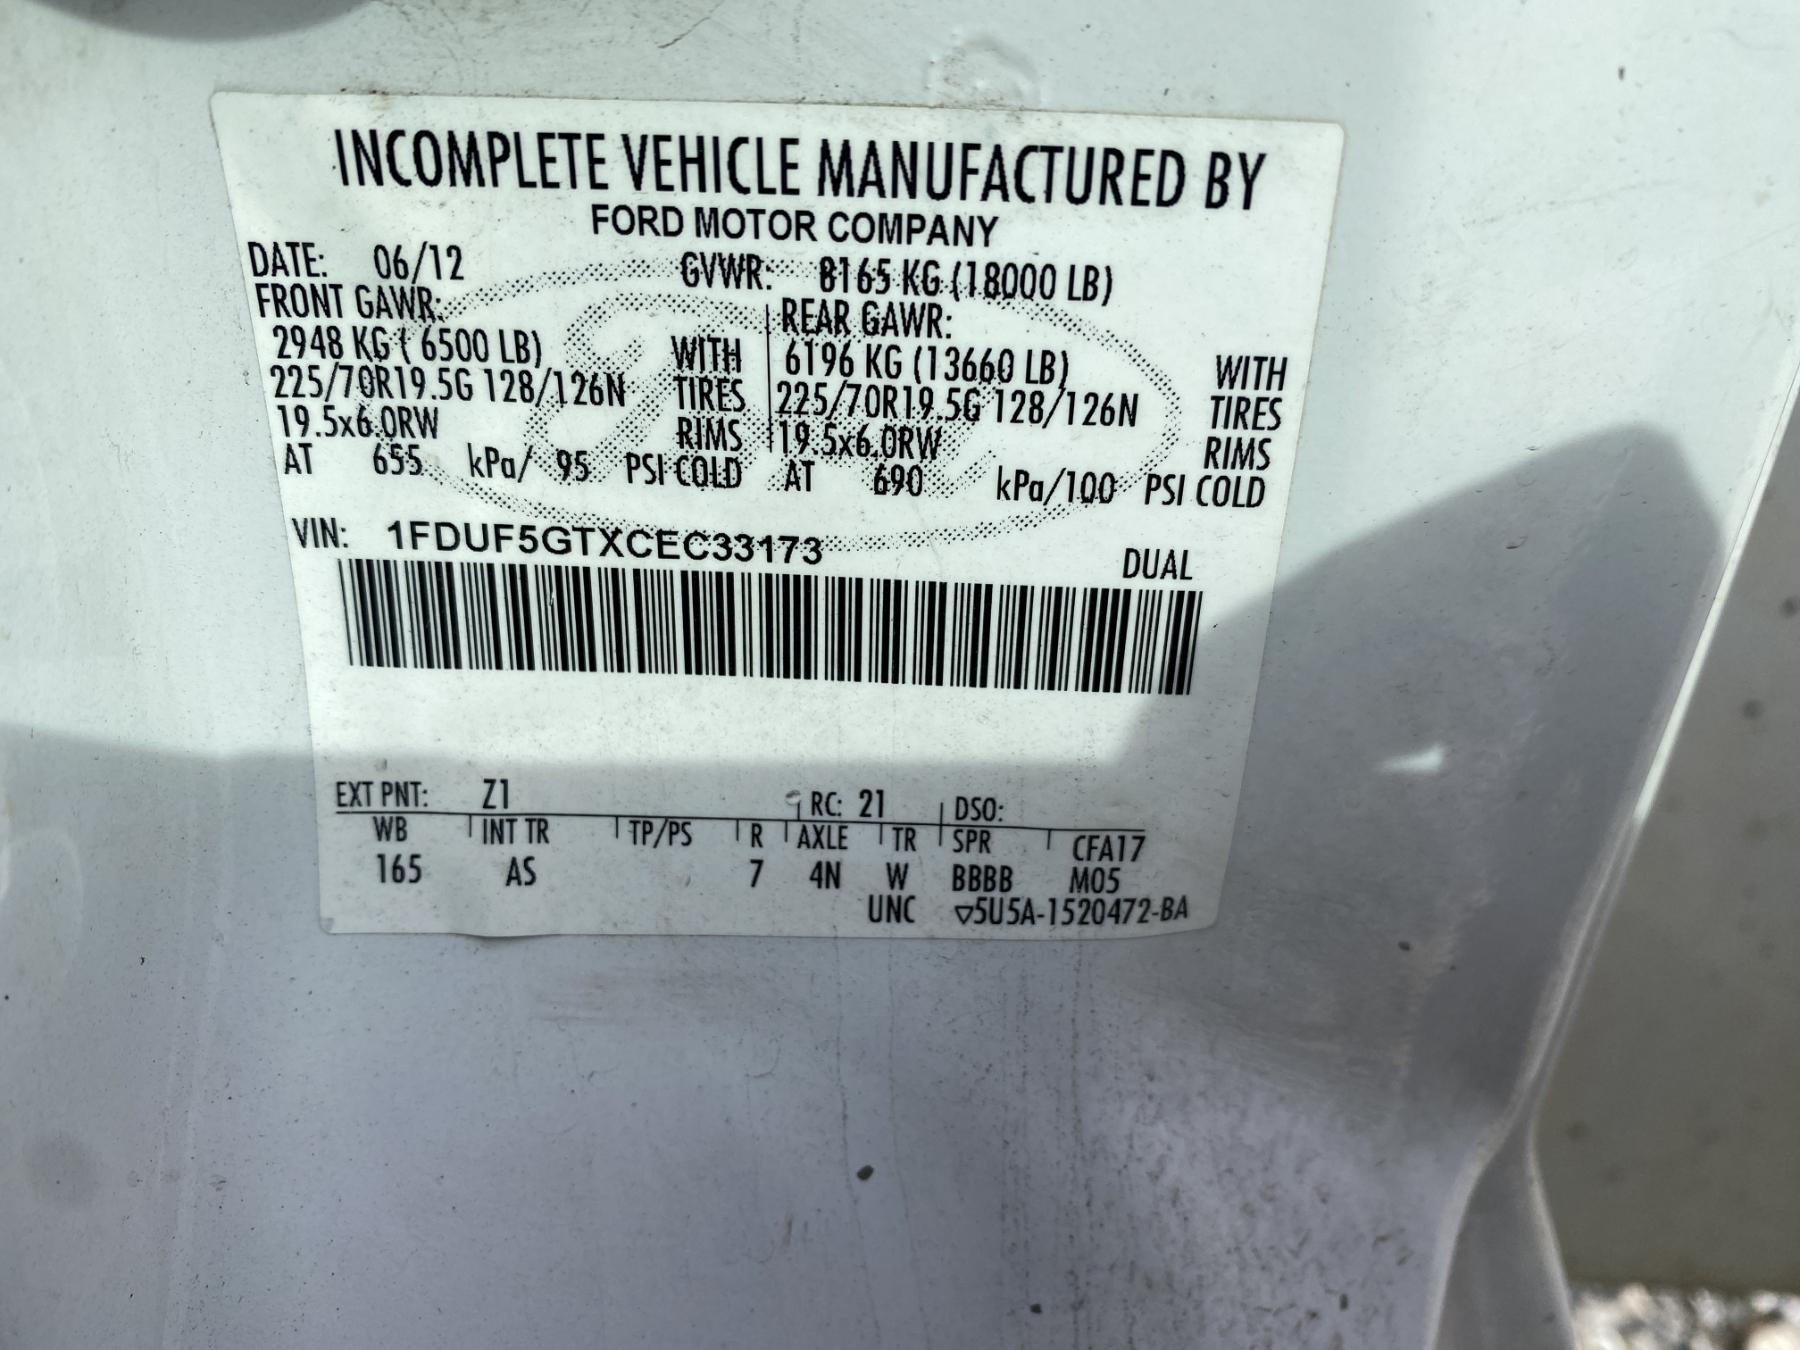 INCOMPLETE VEHICLE MANUFACTURED BY
FORD MOTOR COMPANY
DATE: 06/12 GVWR: 8165 KG (18000 LB)
FRONT GAWR: REAR GAWR:
2948 KG ( 6500 LB) WITH 6196 KG (13660 LB) WITH
225/70R19.5G 128/126N TIRES 225/70R19.5G 128/126N TIRES
19.5x6.0RW RIMS 19.5x6.0RW RIMS
AT 655 kPa/ 95 PSI COLD AT 690 kPa/100 PSI COLD
VIN: 1FDUF5GTXCEC33173 DUAL
EXT PNT: Z1 RC: 21 DSO:
WB INT TR TP/PS R AXLE TR SPR CFA17
165 AS 7 4N W BBBB M05
UNC ▽5U5A-1520472-BA